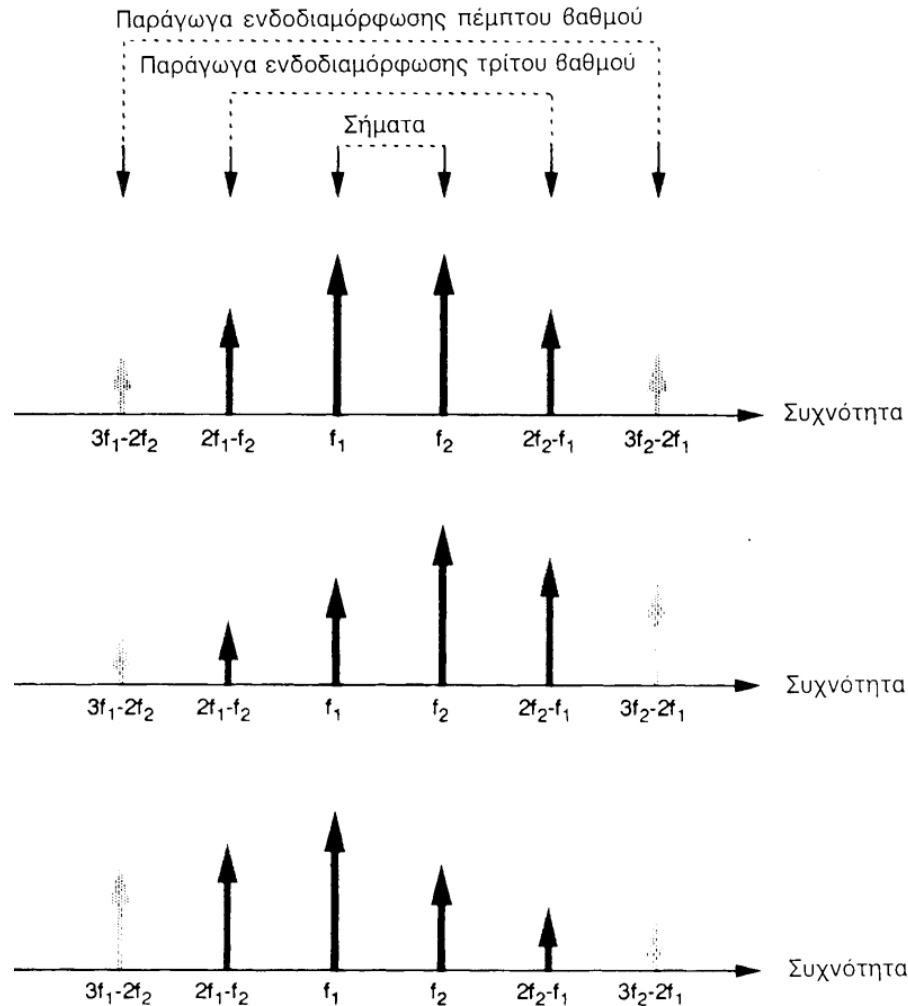 Παράγωγα ενδοδιαμόρφωσης πέμπτου βαθμού
Παράγωγα ενδοδιαμόρφωσης τρίτου βαθμού
Σήματα
Συχνότητα
3f₁-2f₂ 2f₁-f₂ f₁ f₂ 2f₂-f₁ 3f₂-2f₁
Συχνότητα
3f₁-2f₂ 2f₁-f₂ f₁ f₂ 2f₂-f₁ 3f₂-2f₁
Συχνότητα
3f₁-2f₂ 2f₁-f₂ f₁ f₂ 2f₂-f₁ 3f₂-2f₁